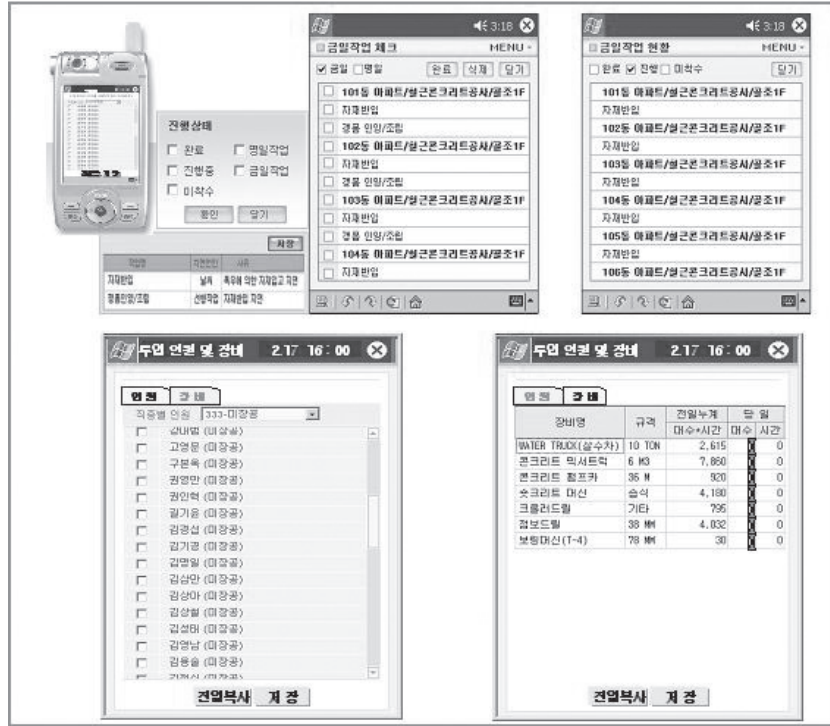 3:18
금일작업 체크 MENU
금일 명일 완료 삭제 닫기
101동 아파트/철근콘크리트공사/골조1F
자재반입
갱폼 인양/조립
102동 아파트/철근콘크리트공사/골조1F
자재반입
갱폼 인양/조립
103동 아파트/철근콘크리트공사/골조1F
자재반입
갱폼 인양/조립
104동 아파트/철근콘크리트공사/골조1F
자재반입
3:18
금일작업 현황 MENU
완료 진행 미착수 닫기
101동 아파트/철근콘크리트공사/골조1F
자재반입
102동 아파트/철근콘크리트공사/골조1F
자재반입
103동 아파트/철근콘크리트공사/골조1F
자재반입
104동 아파트/철근콘크리트공사/골조1F
자재반입
105동 아파트/철근콘크리트공사/골조1F
자재반입
106동 아파트/철근콘크리트공사/골조1F
진행상태
완료 명일작업
진행중 금일작업
미착수
확인 닫기
저장
작업명 지연원인 사유
자재반입 날씨 폭우에 의한 자재입고 지연
갱폼인양/조립 선행작업 자재반입 지연
투입 인원 및 장비 2.17 16:00
인원 장비
직종별 인원 333-미장공
고영문 (미장공)
구본욱 (미장공)
권영만 (미장공)
권인혁 (미장공)
길기윤 (미장공)
김경섭 (미장공)
김기경 (미장공)
김명일 (미장공)
김상만 (미장공)
김상마 (미장공)
김상철 (미장공)
김성태 (미장공)
김영남 (미장공)
김용술 (미장공)
전일복사 저장
투입 인원 및 장비 2.17 16:00
인원 장비
장비명 규격 전일누계 당일
대수*시간 대수 시간
WATER TRUCK(살수차) 10 TON 2,615 0
콘크리트 믹서트럭 6 M3 7,860 0
콘크리트 펌프카 36 M 920 0
숏크리트 머신 습식 4,180 0
크롤러드릴 기타 795 0
점보드릴 38 MM 4,032 0
보링머신(T-4) 78 MM 30 0
전일복사 저장